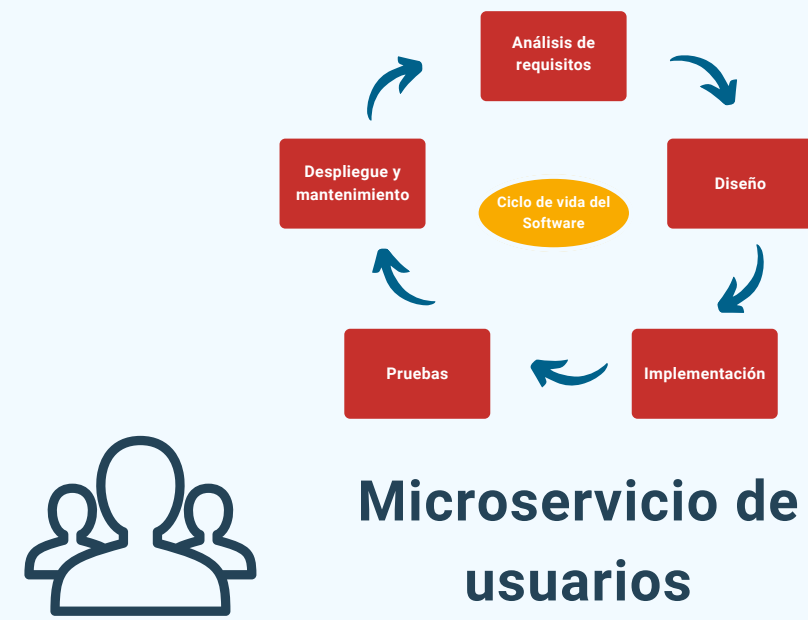 Análisis de
requisitos
Despliegue y
mantenimiento
Ciclo de vida del
Software
Diseño
Pruebas
Implementación
Microservicio de
usuarios